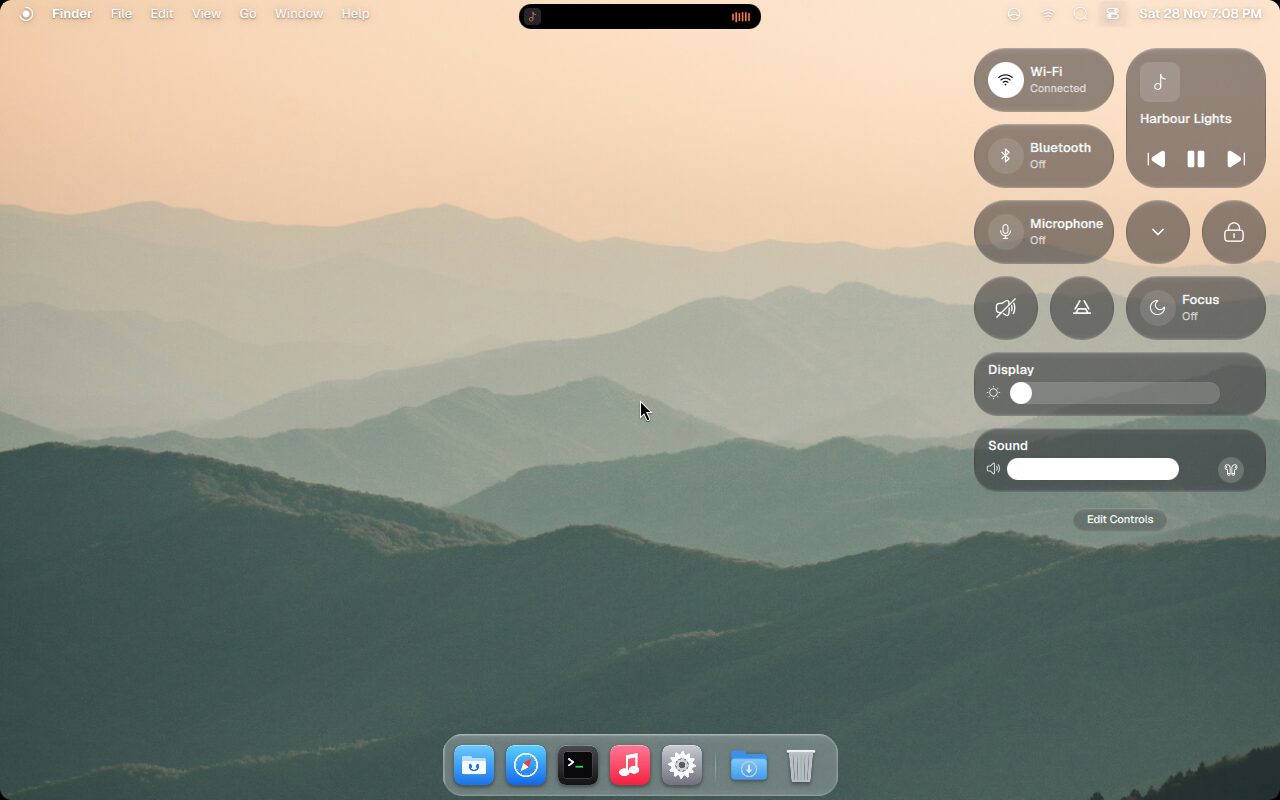 Finder File Edit View Go Window Help
Sat 28 Nov 7:08 PM
Wi-Fi
Connected
Harbour Lights
Bluetooth
Off
Microphone
Off
Focus
Off
Display
Sound
Edit Controls